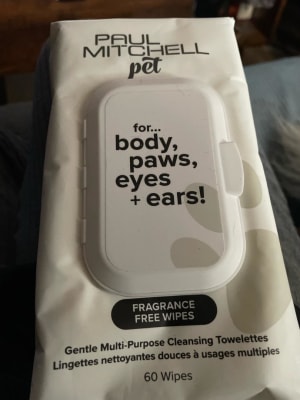 PAUL
MITCHELL
pet
for...
body,
paws,
eyes
+ ears!
FRAGRANCE
FREE WIPES
Gentle Multi-Purpose Cleansing Towelettes
Lingettes nettoyantes douces à usages multiples
60 Wipes